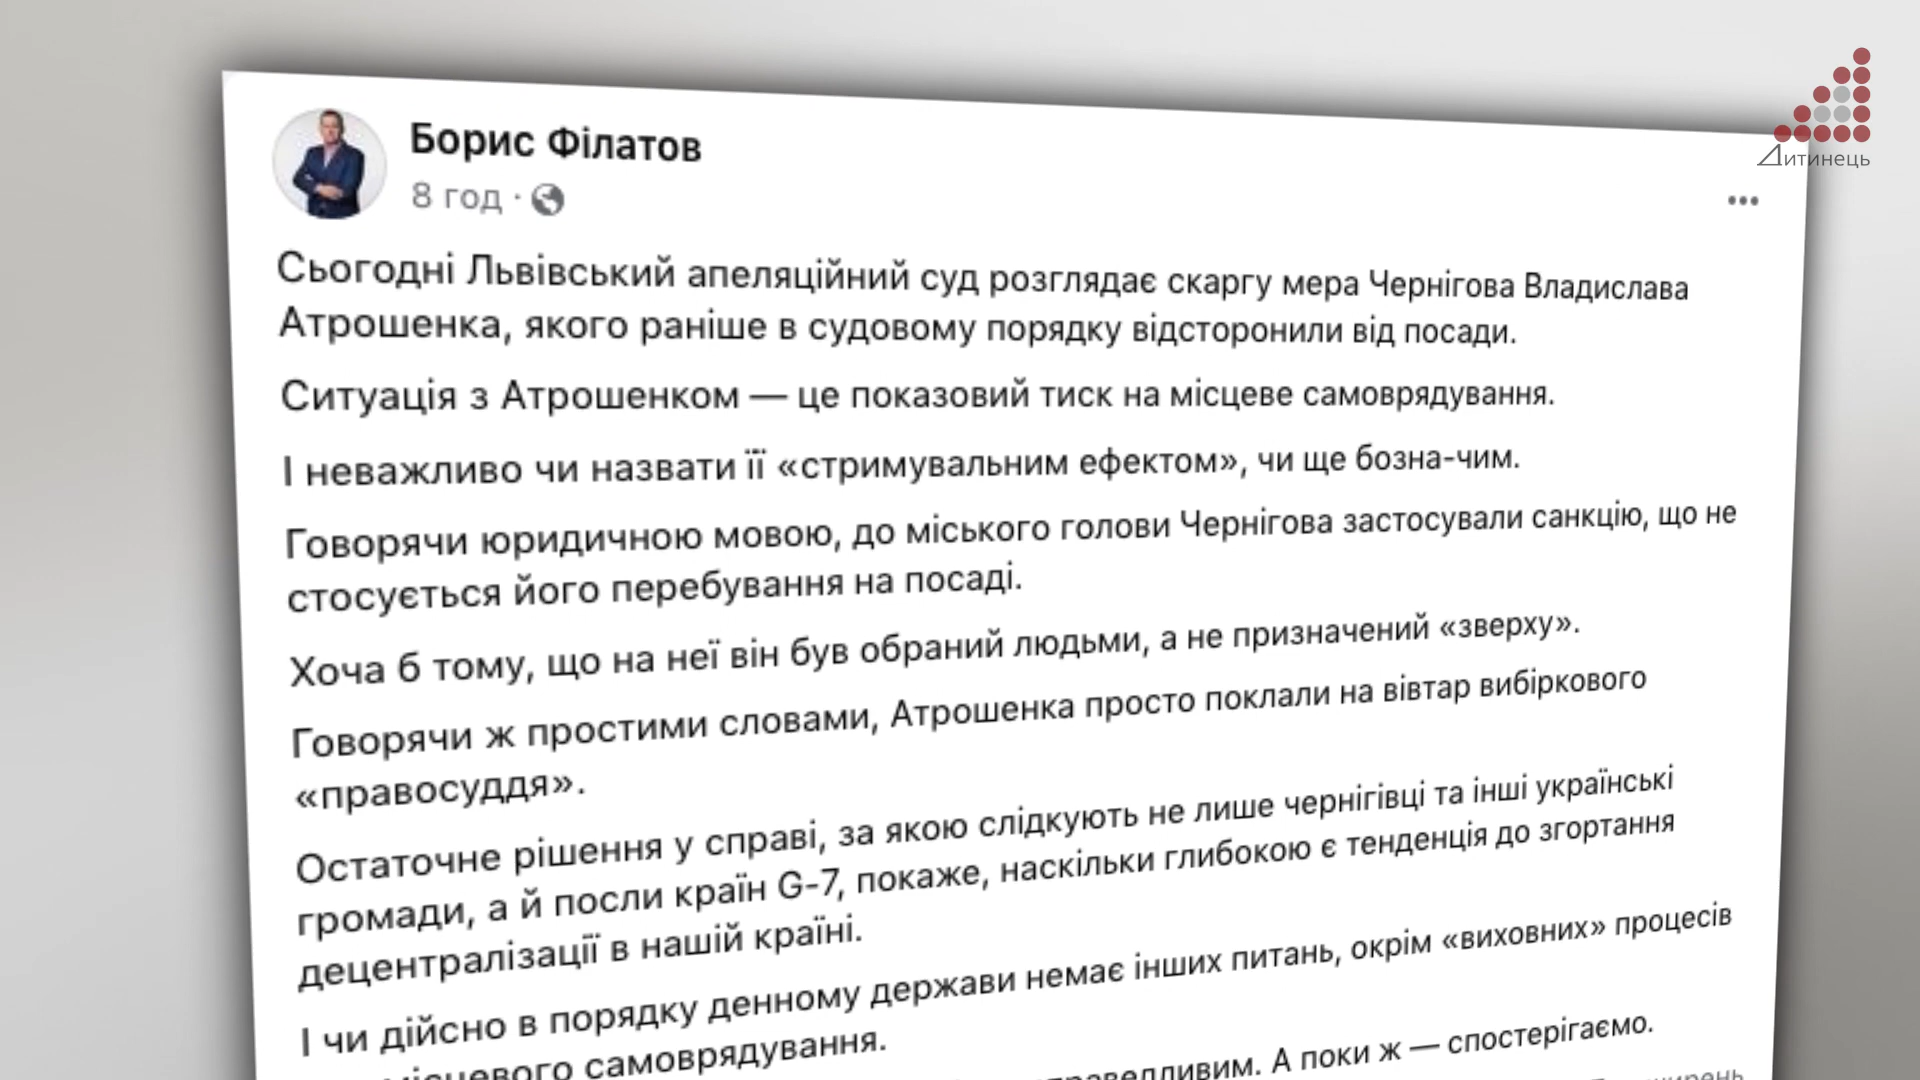 Дитинець
Борис Філатов
8 год ·
Сьогодні Львівський апеляційний суд розглядає скаргу мера Чернігова Владислава
Атрошенка, якого раніше в судовому порядку відсторонили від посади.
Ситуація з Атрошенком — це показовий тиск на місцеве самоврядування.
І неважливо чи назвати її «стримувальним ефектом», чи ще бозна-чим.
Говорячи юридичною мовою, до міського голови Чернігова застосували санкцію, що не
стосується його перебування на посаді.
Хоча б тому, що на неї він був обраний людьми, а не призначений «зверху».
Говорячи ж простими словами, Атрошенка просто поклали на вівтар вибіркового
«правосуддя».
Остаточне рішення у справі, за якою слідкують не лише чернігівці та інші українські
громади, а й посли країн G-7, покаже, наскільки глибокою є тенденція до згортання
децентралізації в нашій країні.
І чи дійсно в порядку денному держави немає інших питань, окрім «виховних» процесів
місцевого самоврядування.
А поки ж — спостерігаємо.